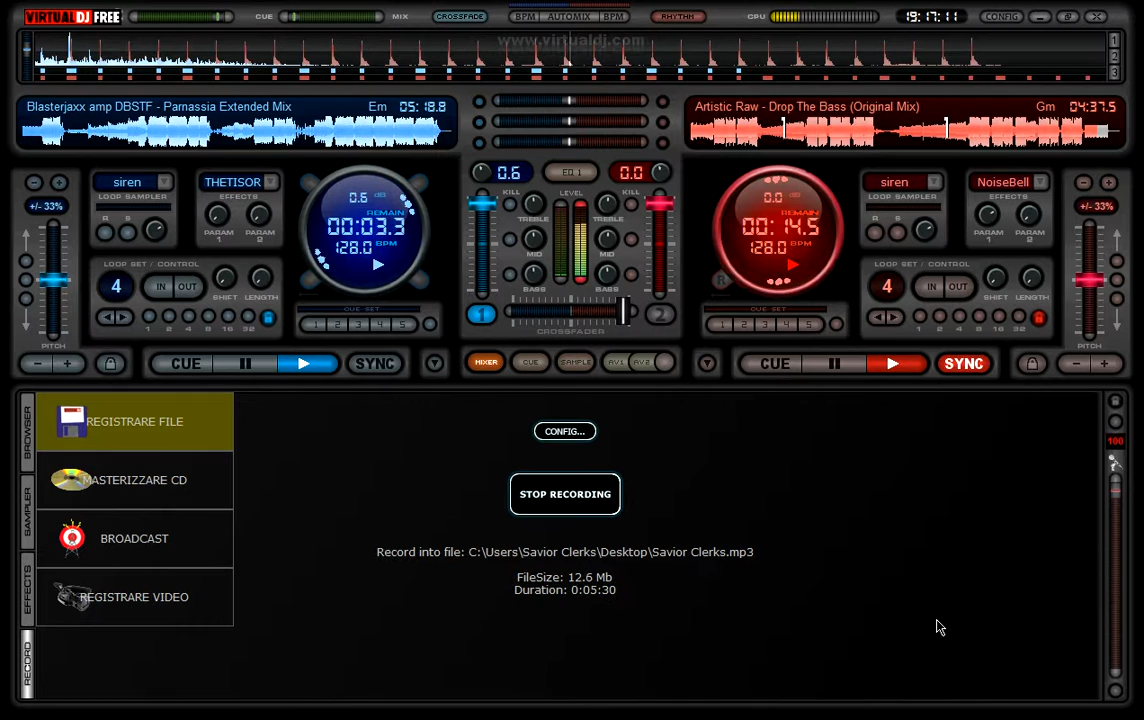 VIRTUALDJ FREE CUE MIX CROSSFADE BPM AUTOMIX BPM RHYTHM CPU 19:17:11 CONFIG
www.virtualdj.com
1
2
3
Blasterjaxx amp DBSTF - Parnassia Extended Mix Em 05:18.8
Artistic Raw - Drop The Bass (Original Mix) Gm 04:37.5
0.6 EQ 1 0.0
+/- 33%
siren THETISOR
LOOP SAMPLER EFFECTS
R S PARAM 1 PARAM 2
LOOP SET / CONTROL
4 IN OUT SHIFT LENGTH
1 2 4 8 16 32
PITCH
0.6 dB
REMAIN
00:03.3
128.0 BPM
CUE SET
1 2 3 4 5
KILL LEVEL KILL
TREBLE TREBLE
MID MID
BASS BASS
1 2
CROSSFADER
0.0 dB
REMAIN
00:14.5
128.0 BPM
R
CUE SET
1 2 3 4 5
siren NoiseBell
LOOP SAMPLER EFFECTS
R S PARAM 1 PARAM 2
LOOP SET / CONTROL
4 IN OUT SHIFT LENGTH
1 2 4 8 16 32
+/- 33%
PITCH
CUE SYNC MIXER CUE SAMPLE AV1 AV2 CUE SYNC
BROWSER
SAMPLER
EFFECTS
RECORD
REGISTRARE FILE
MASTERIZZARE CD
BROADCAST
REGISTRARE VIDEO
CONFIG...
STOP RECORDING
Record into file: C:\Users\Savior Clerks\Desktop\Savior Clerks.mp3
FileSize: 12.6 Mb
Duration: 0:05:30
100